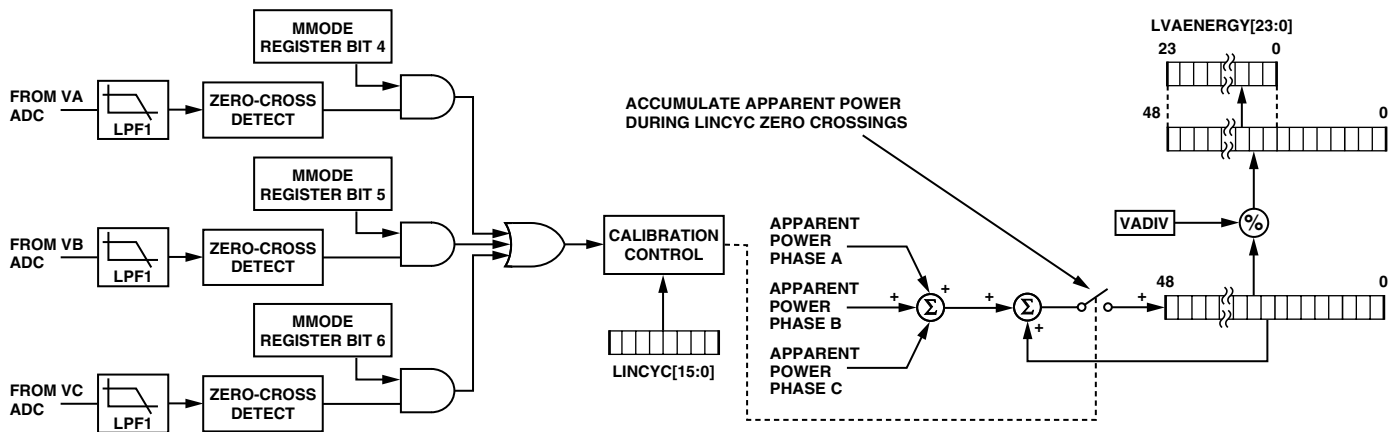 MMODE
REGISTER BIT 4
FROM VA
ADC
LPF1
ZERO-CROSS
DETECT
MMODE
REGISTER BIT 5
FROM VB
ADC
LPF1
ZERO-CROSS
DETECT
MMODE
REGISTER BIT 6
FROM VC
ADC
LPF1
ZERO-CROSS
DETECT
CALIBRATION
CONTROL
LINCYC[15:0]
ACCUMULATE APPARENT POWER
DURING LINCYC ZERO CROSSINGS
APPARENT
POWER
PHASE A
APPARENT
POWER
PHASE B
APPARENT
POWER
PHASE C
+
+
Σ
+
Σ
+
+
48 0
VADIV
%
48 0
LVAENERGY[23:0]
23 0